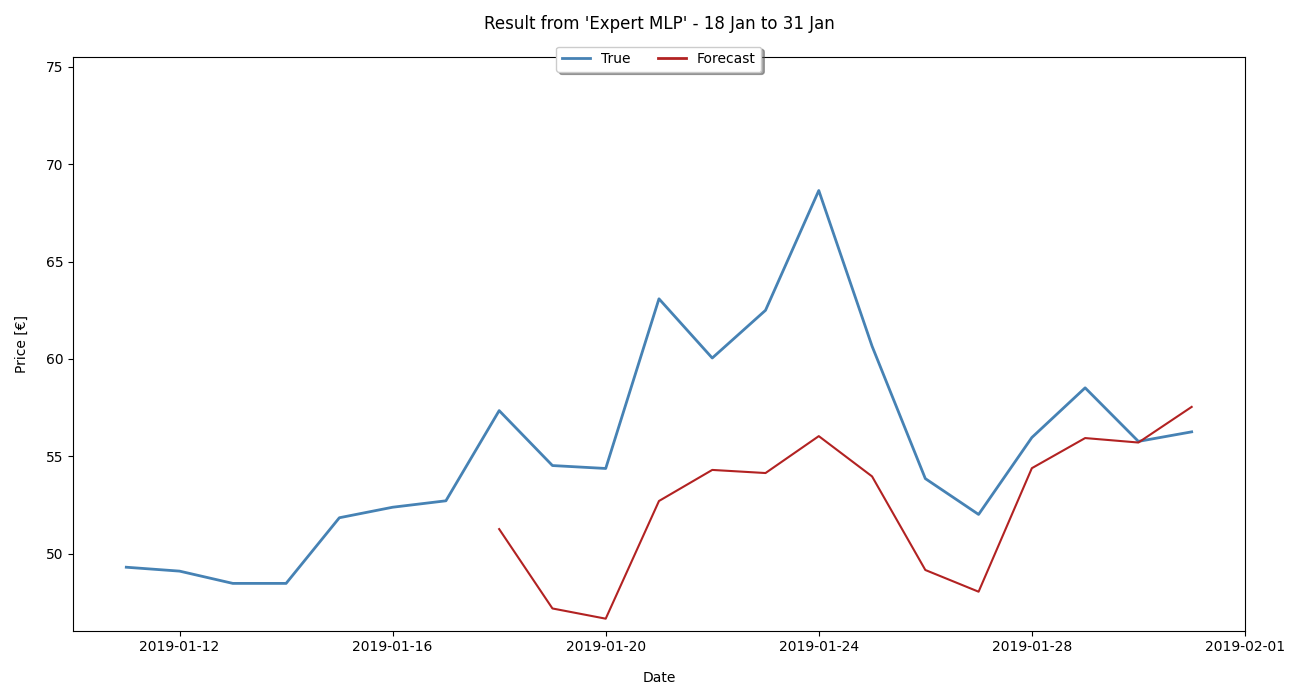 Result from 'Expert MLP' - 18 Jan to 31 Jan
True Forecast
75
70
65
60
55
50
Price [€]
2019-01-12 2019-01-16 2019-01-20 2019-01-24 2019-01-28 2019-02-01
Date